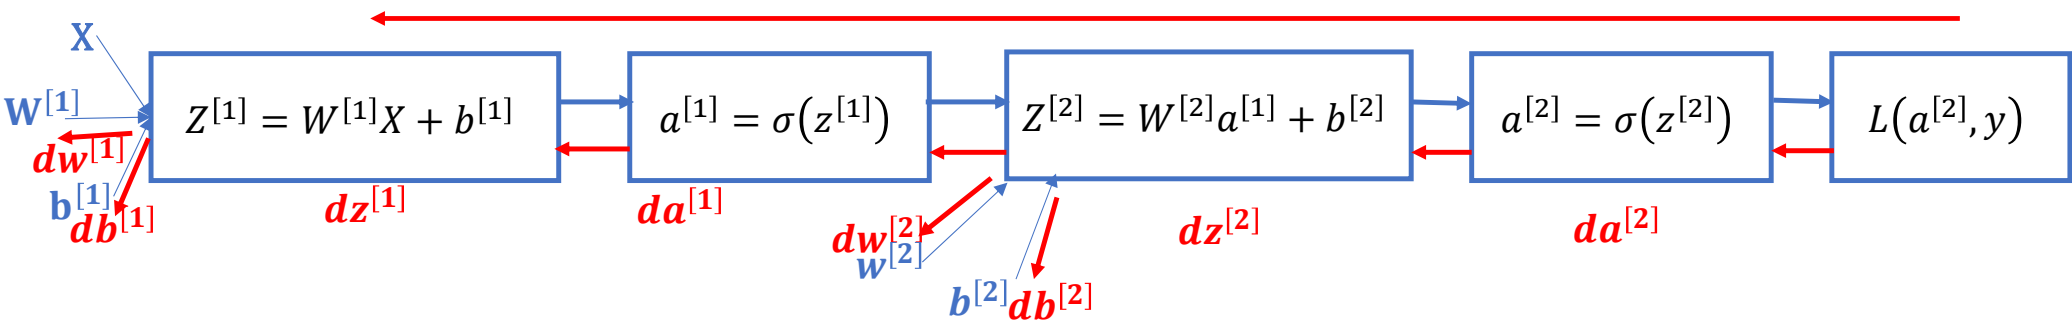 X
W^[1]
dw^[1]
b^[1]
db^[1]
Z^[1] = W^[1]X + b^[1]
dz^[1]
a^[1] = σ(z^[1])
da^[1]
Z^[2] = W^[2]a^[1] + b^[2]
dw^[2]
w^[2]
b^[2]
db^[2]
dz^[2]
a^[2] = σ(z^[2])
da^[2]
L(a^[2], y)